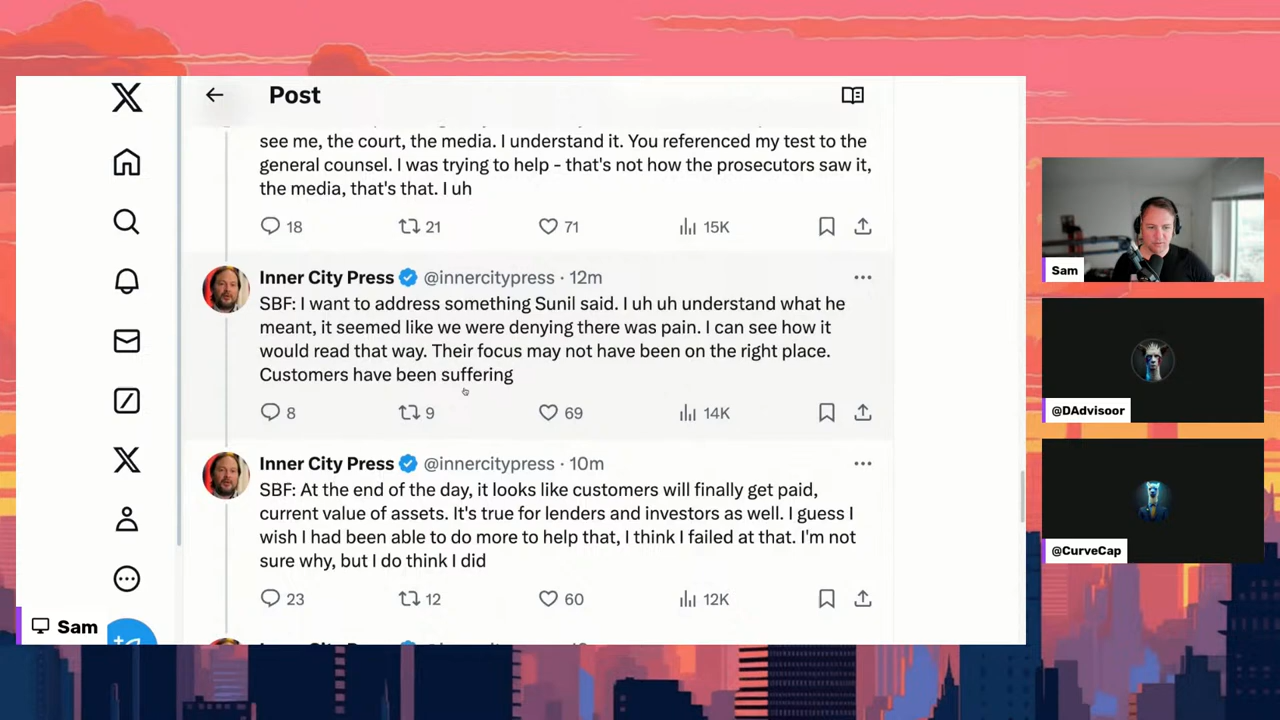 Post
see me, the court, the media. I understand it. You referenced my test to the
general counsel. I was trying to help - that's not how the prosecutors saw it,
the media, that's that. I uh
18 21 71 15K
Inner City Press @innercitypress · 12m
SBF: I want to address something Sunil said. I uh uh understand what he
meant, it seemed like we were denying there was pain. I can see how it
would read that way. Their focus may not have been on the right place.
Customers have been suffering
8 9 69 14K
Inner City Press @innercitypress · 10m
SBF: At the end of the day, it looks like customers will finally get paid,
current value of assets. It's true for lenders and investors as well. I guess I
wish I had been able to do more to help that, I think I failed at that. I'm not
sure why, but I do think I did
23 12 60 12K
Sam
Sam
@DAdvisoor
@CurveCap